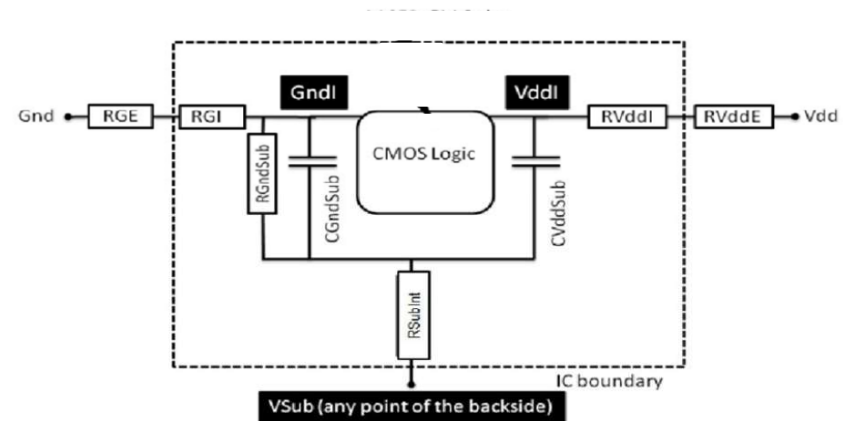 GndI
VddI
Gnd
RGE
RGI
RVddI
RVddE
Vdd
CMOS Logic
RGndSub
CGndSub
CVddSub
RSubInt
IC boundary
VSub (any point of the backside)